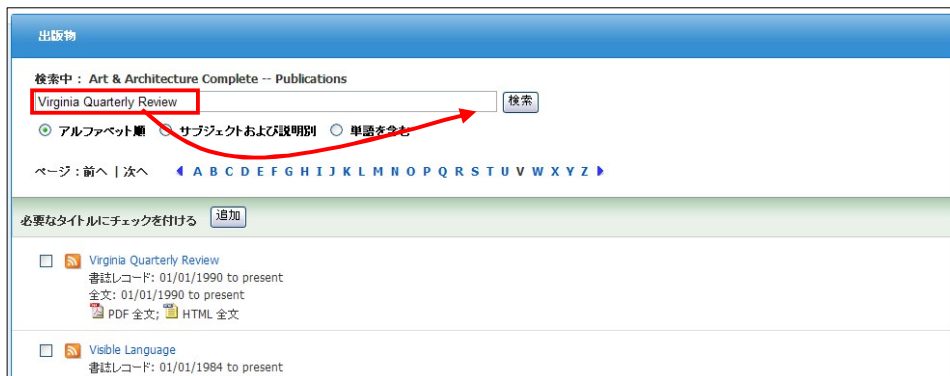 出版物
検索中： Art & Architecture Complete -- Publications
Virginia Quarterly Review 検索
アルファベット順 サブジェクトおよび説明別 単語を含む
ページ：前へ | 次へ A B C D E F G H I J K L M N O P Q R S T U V W X Y Z
必要なタイトルにチェックを付ける 追加
Virginia Quarterly Review
書誌レコード: 01/01/1990 to present
全文: 01/01/1990 to present
PDF 全文; HTML 全文
Visible Language
書誌レコード: 01/01/1984 to present